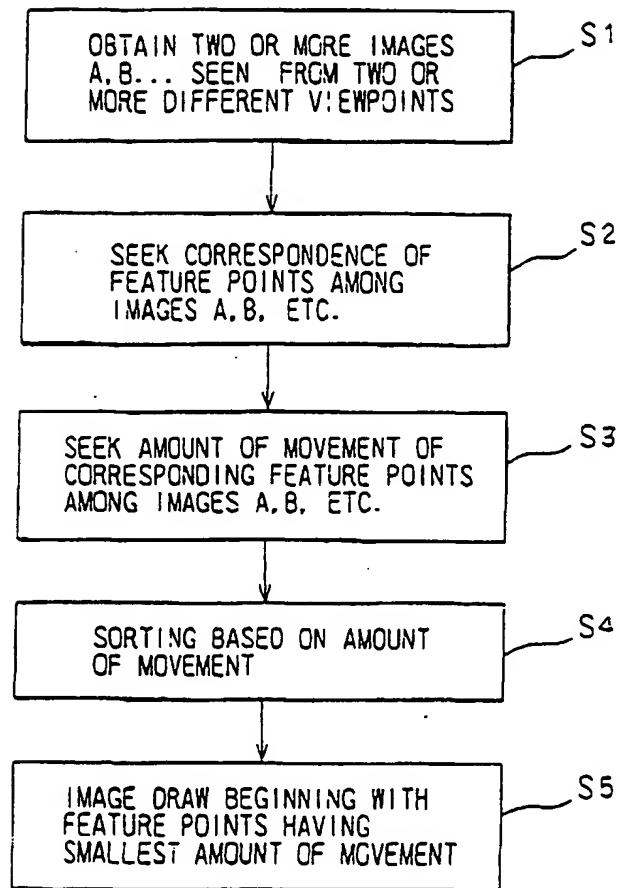 S1
OBTAIN TWO OR MORE IMAGES
A.B... SEEN FROM TWO OR
MORE DIFFERENT VIEWPOINTS
S2
SEEK CORRESPONDENCE OF
FEATURE POINTS AMONG
IMAGES A.B. ETC.
S3
SEEK AMOUNT OF MOVEMENT OF
CORRESPONDING FEATURE POINTS
AMONG IMAGES A.B. ETC.
S4
SORTING BASED ON AMOUNT
OF MOVEMENT
S5
IMAGE DRAW BEGINNING WITH
FEATURE POINTS HAVING
SMALLEST AMOUNT OF MOVEMENT